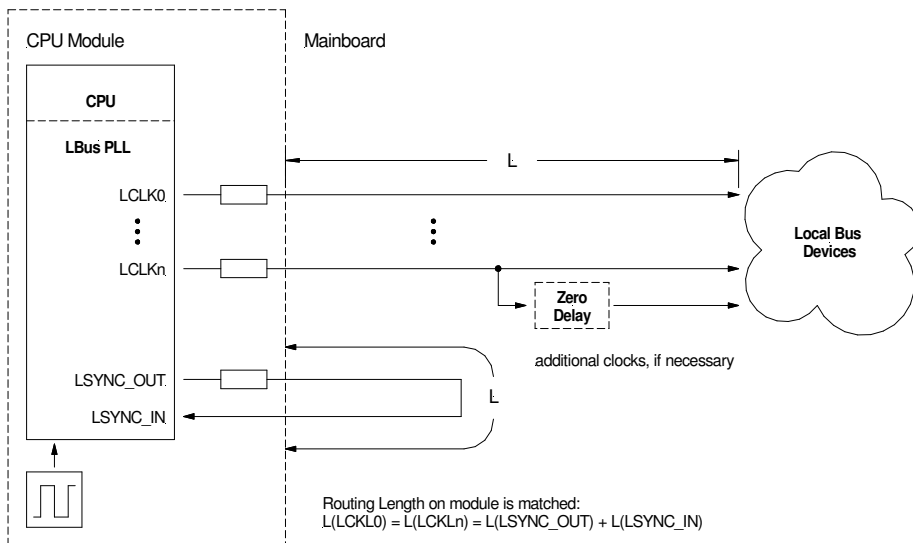 CPU Module
Mainboard
CPU
LBus PLL
L
LCLK0
LCLKn
Local Bus
Devices
Zero
Delay
additional clocks, if necessary
LSYNC_OUT
L
LSYNC_IN
Routing Length on module is matched:
L(LCKL0) = L(LCKLn) = L(LSYNC_OUT) + L(LSYNC_IN)